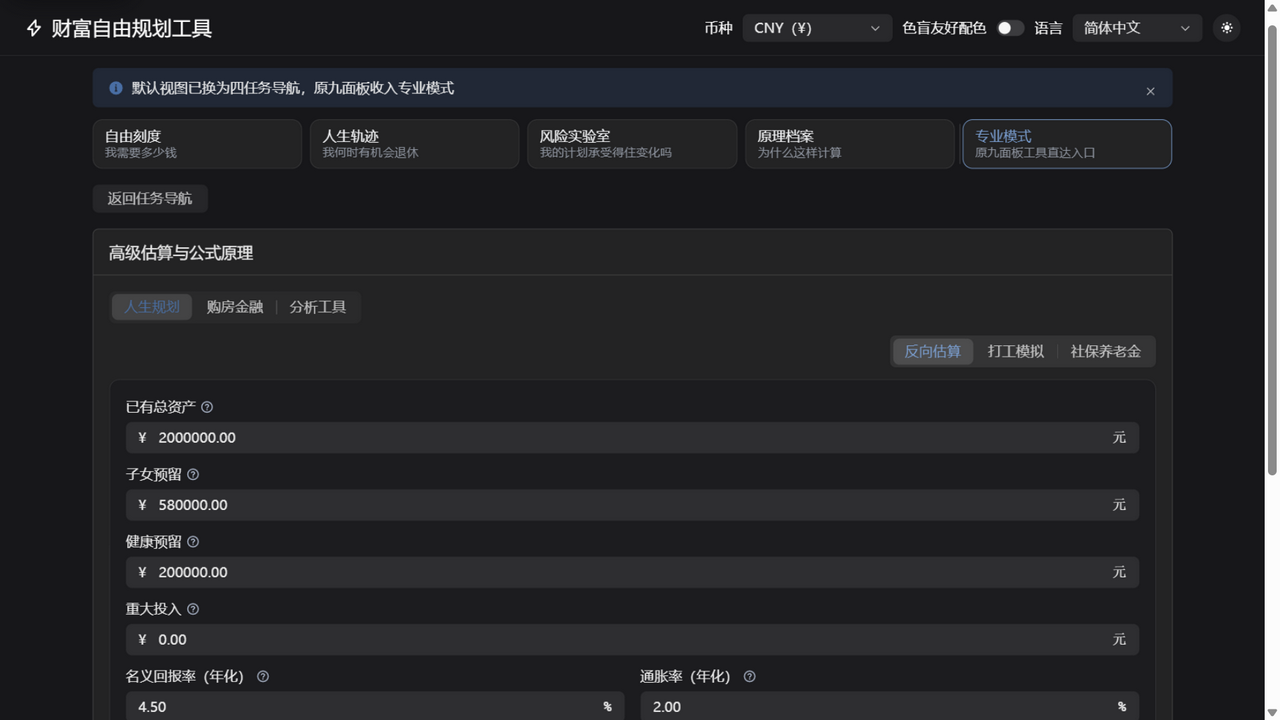 财富自由规划工具
币种 CNY (¥) 色盲友好配色 语言 简体中文
默认视图已换为四任务导航，原九面板收入专业模式
自由刻度
我需要多少钱
人生轨迹
我何时有机会退休
风险实验室
我的计划承受得住变化吗
原理档案
为什么这样计算
专业模式
原九面板工具直达入口
返回任务导航
高级估算与公式原理
人生规划 购房金融 分析工具
反向估算 打工模拟 社保养老金
已有总资产
¥ 2000000.00 元
子女预留
¥ 580000.00 元
健康预留
¥ 200000.00 元
重大投入
¥ 0.00 元
名义回报率（年化） 通胀率（年化）
4.50 % 2.00 %